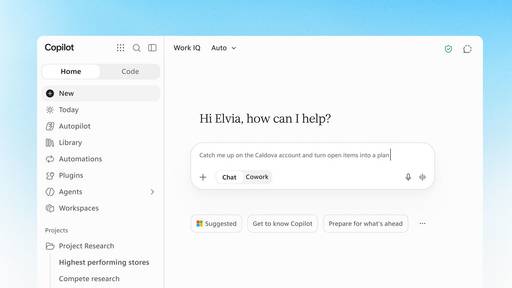 Copilot
Home
Code
New
Today
Autopilot
Library
Automations
Plugins
Agents
Workspaces
Projects
Project Research
Highest performing stores
Compete research
Work IQ
Auto
Hi Elvia, how can I help?
Catch me up on the Caldova account and turn open items into a plan
Chat
Cowork
Suggested
Get to know Copilot
Prepare for what's ahead